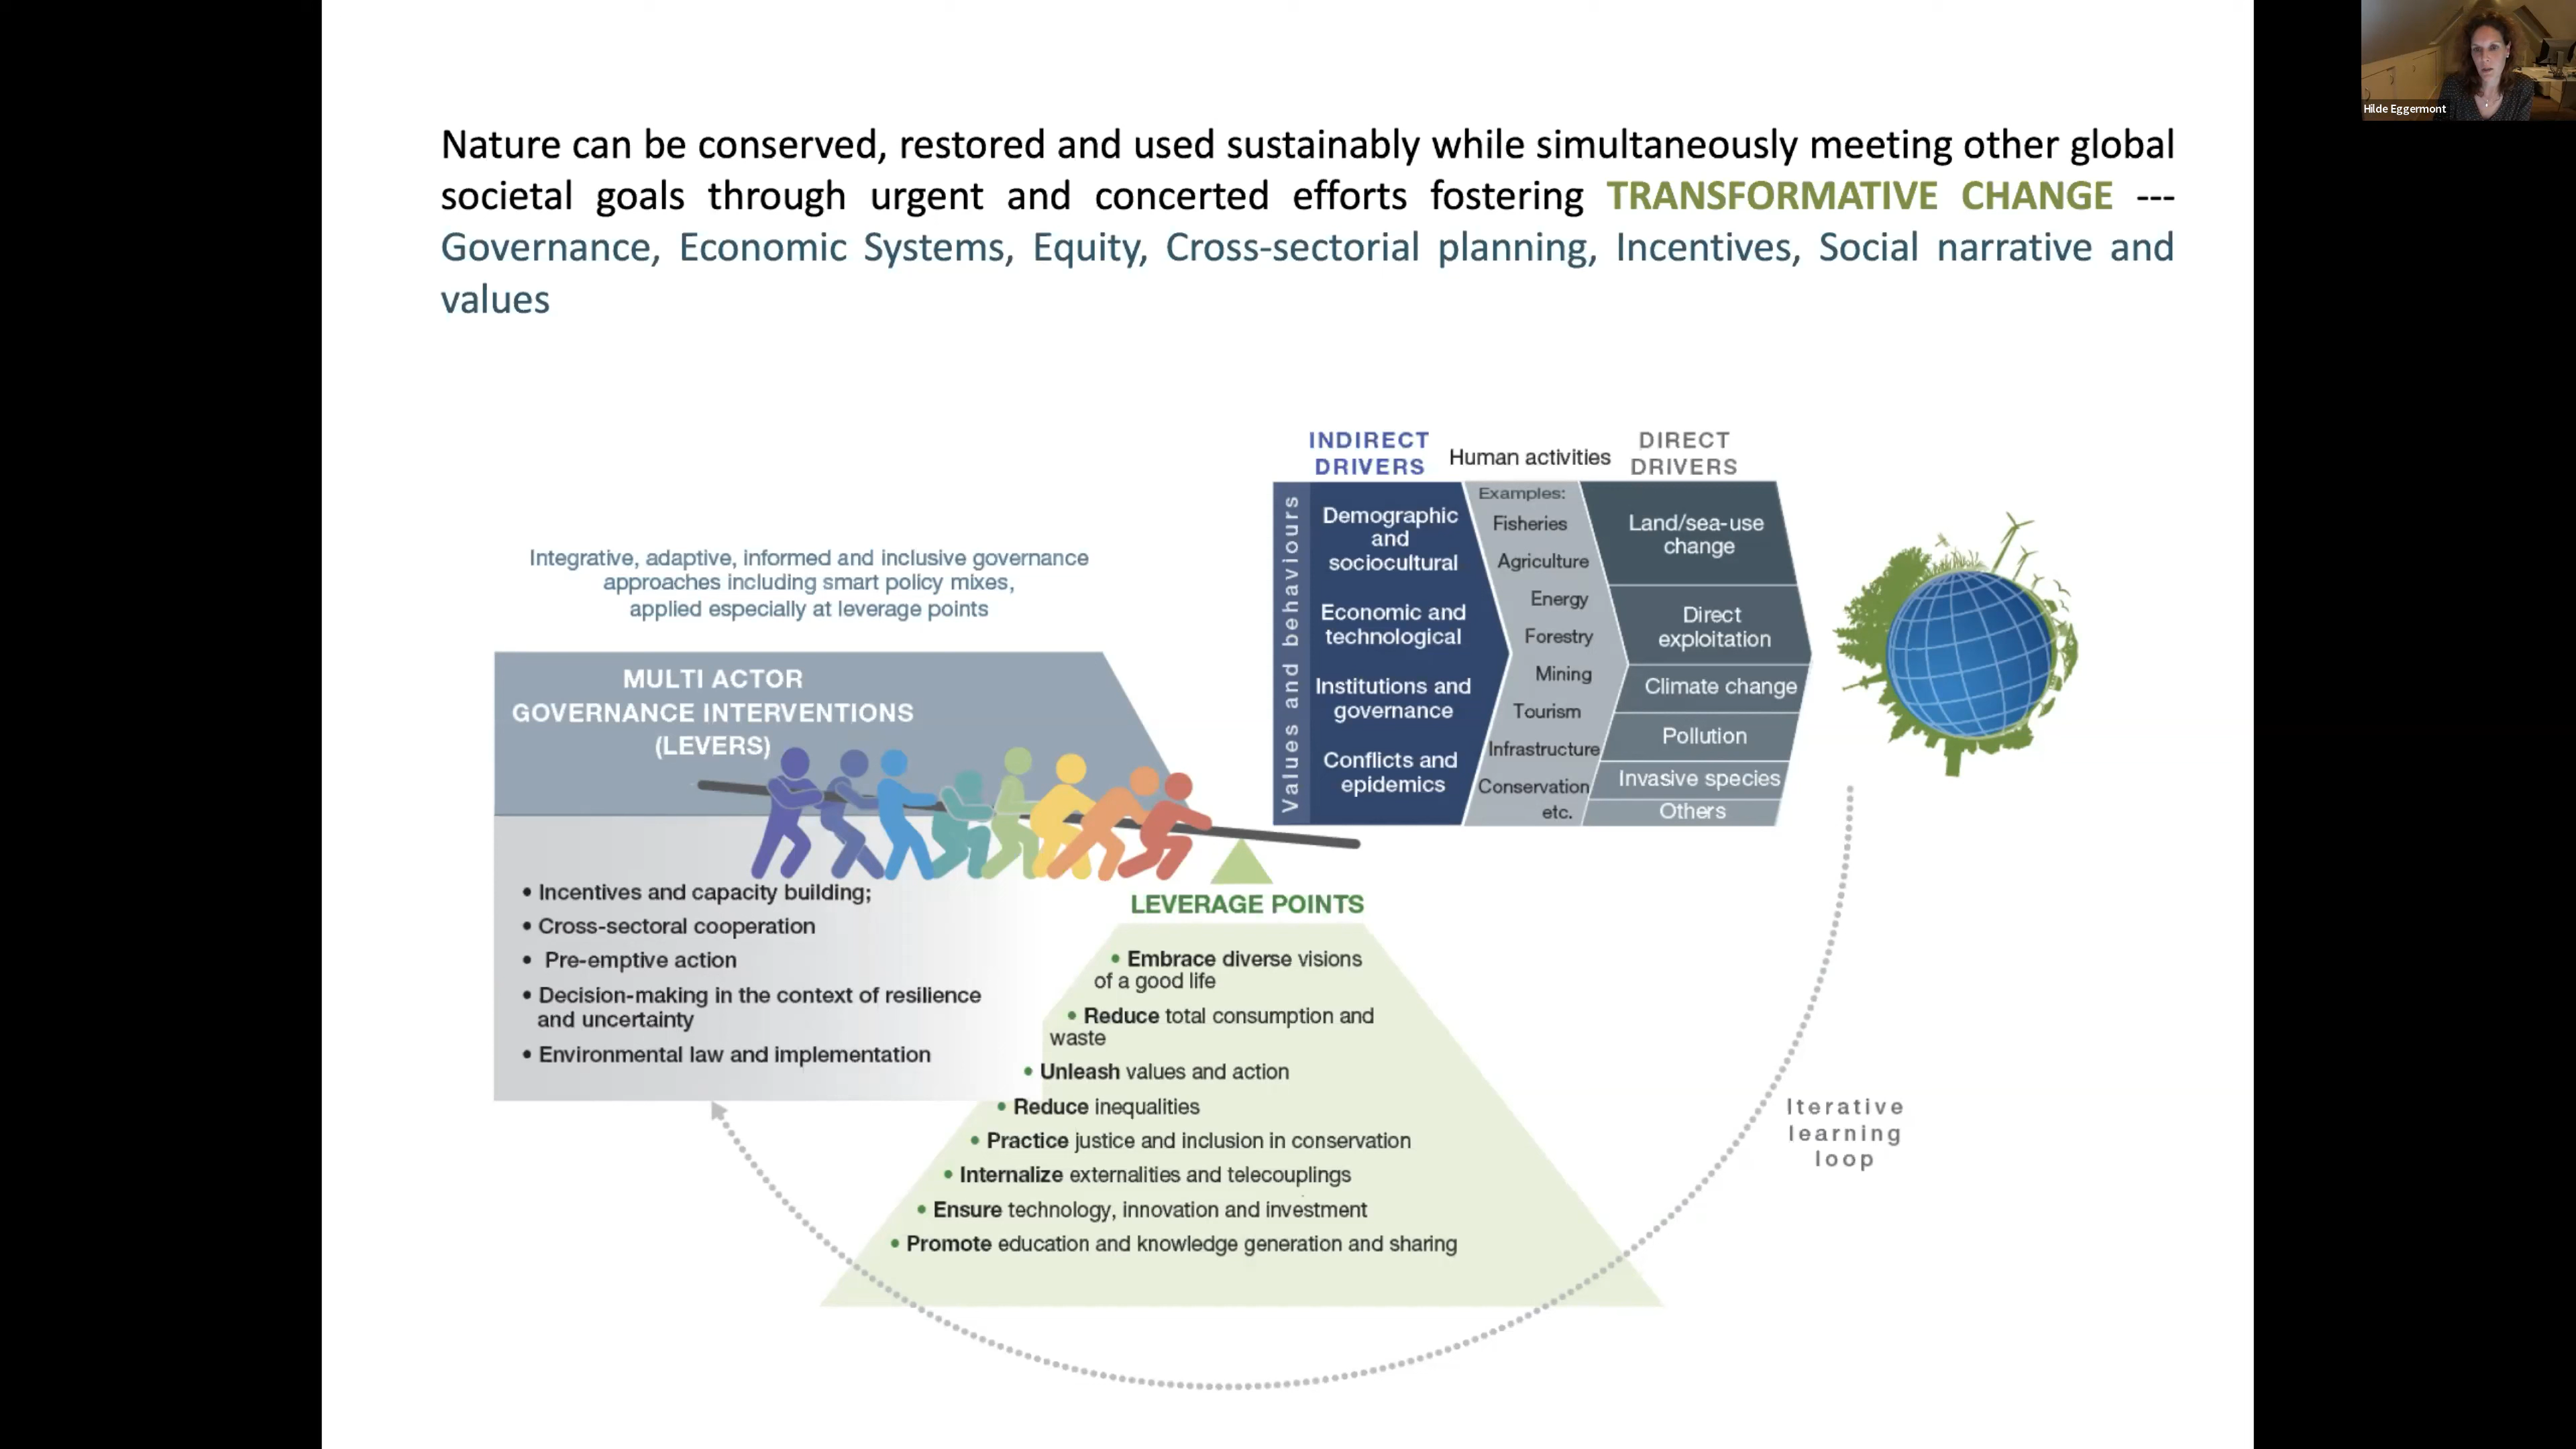 Nature can be conserved, restored and used sustainably while simultaneously meeting other global
societal goals through urgent and concerted efforts fostering TRANSFORMATIVE CHANGE ---
Governance, Economic Systems, Equity, Cross-sectorial planning, Incentives, Social narrative and
values
Hilde Eggermont
Integrative, adaptive, informed and inclusive governance
approaches including smart policy mixes,
applied especially at leverage points
MULTI ACTOR
GOVERNANCE INTERVENTIONS
(LEVERS)
• Incentives and capacity building;
• Cross-sectoral cooperation
• Pre-emptive action
• Decision-making in the context of resilience
and uncertainty
• Environmental law and implementation
LEVERAGE POINTS
• Embrace diverse visions
of a good life
• Reduce total consumption and
waste
• Unleash values and action
• Reduce inequalities
• Practice justice and inclusion in conservation
• Internalize externalities and telecouplings
• Ensure technology, innovation and investment
• Promote education and knowledge generation and sharing
INDIRECT
DRIVERS
Values and behaviours
Demographic
and
sociocultural
Economic and
technological
Institutions and
governance
Conflicts and
epidemics
Human activities
Examples:
Fisheries
Agriculture
Energy
Forestry
Mining
Tourism
Infrastructure
Conservation
etc.
DIRECT
DRIVERS
Land/sea-use
change
Direct
exploitation
Climate change
Pollution
Invasive species
Others
Iterative
learning
loop